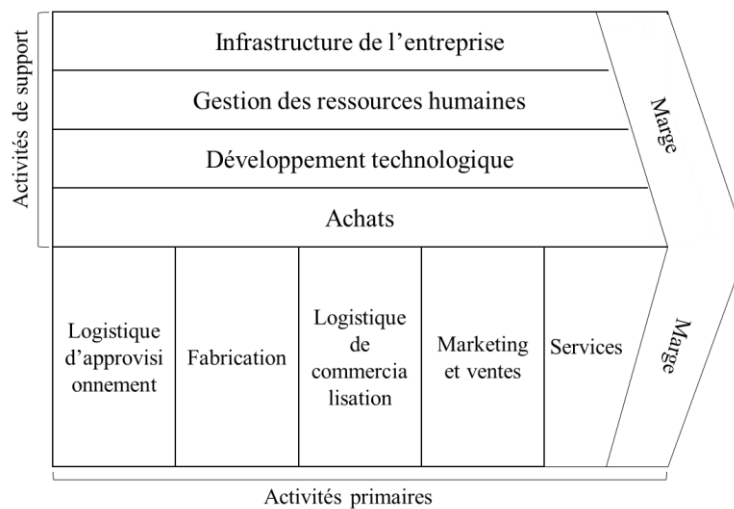 Activités de support
Infrastructure de l’entreprise
Gestion des ressources humaines
Développement technologique
Achats
Marge
Logistique
d’approvisi
onnement
Fabrication
Logistique
de
commercia
lisation
Marketing
et ventes
Services
Marge
Activités primaires